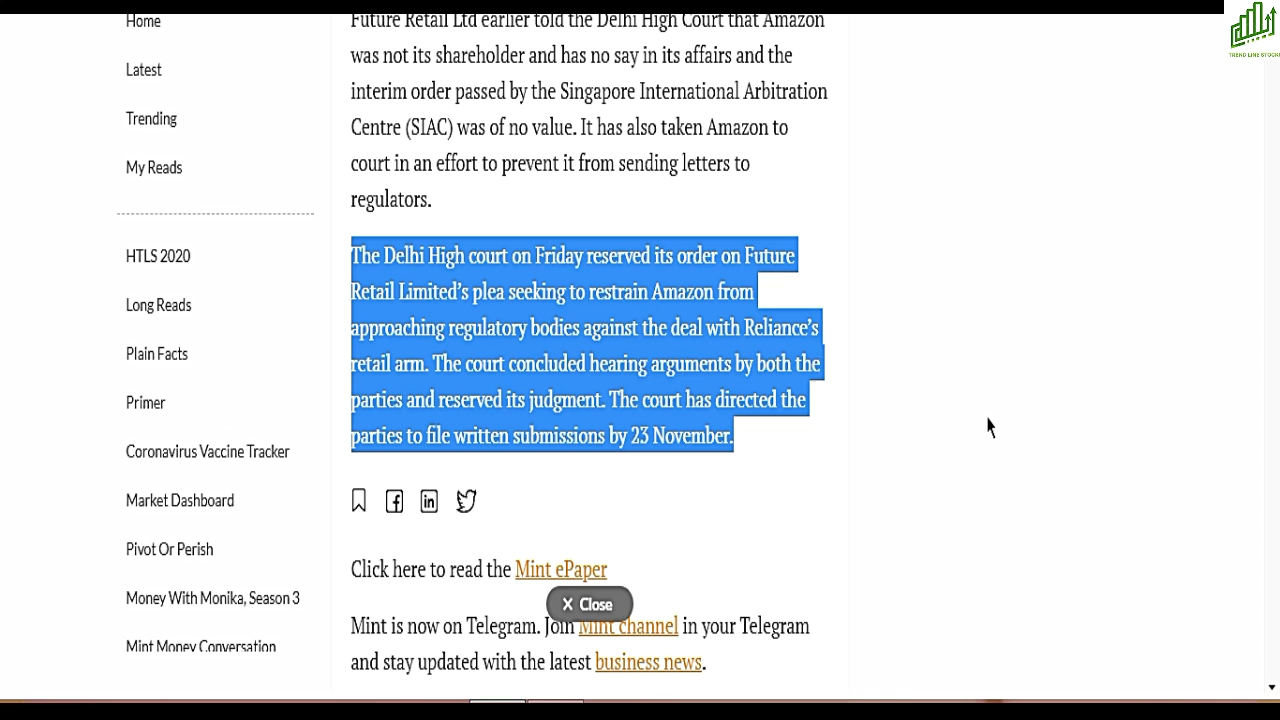 TREND LINE STOCKS
Home
Latest
Trending
My Reads
HTLS 2020
Long Reads
Plain Facts
Primer
Coronavirus Vaccine Tracker
Market Dashboard
Pivot Or Perish
Money With Monika, Season 3
Mint Money Conversation
Future Retail Ltd earlier told the Delhi High Court that Amazon
was not its shareholder and has no say in its affairs and the
interim order passed by the Singapore International Arbitration
Centre (SIAC) was of no value. It has also taken Amazon to
court in an effort to prevent it from sending letters to
regulators.
The Delhi High court on Friday reserved its order on Future
Retail Limited’s plea seeking to restrain Amazon from
approaching regulatory bodies against the deal with Reliance’s
retail arm. The court concluded hearing arguments by both the
parties and reserved its judgment. The court has directed the
parties to file written submissions by 23 November.
Click here to read the Mint ePaper
X Close
Mint is now on Telegram. Join Mint channel in your Telegram
and stay updated with the latest business news.